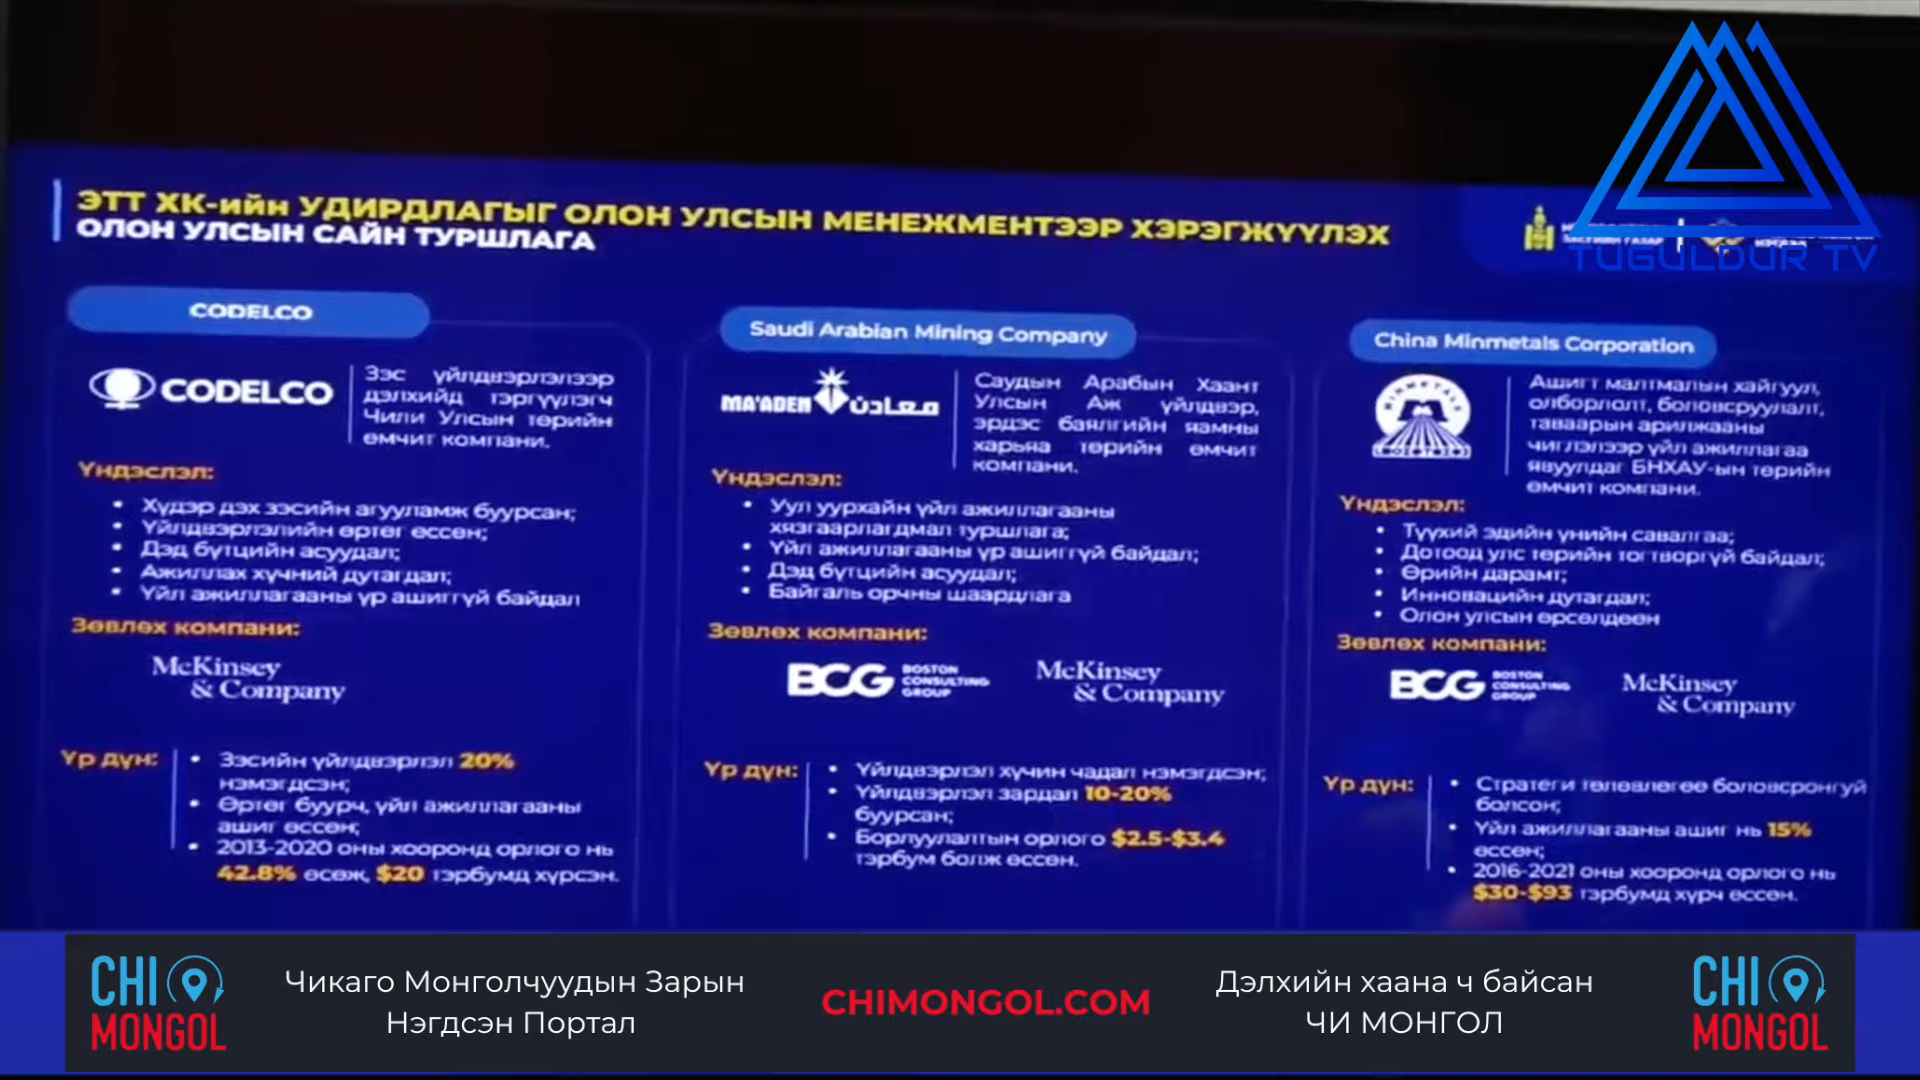 ЭТТ ХК-ийн УДИРДЛАГЫГ ОЛОН УЛСЫН МЕНЕЖМЕНТЭЭР ХЭРЭГЖҮҮЛЭХ
ОЛОН УЛСЫН САЙН ТУРШЛАГА
TUGULDUR TV
CODELCO
CODELCO
Зэс үйлдвэрлэлээр
дэлхийд тэргүүлэгч
Чили Улсын төрийн
өмчит компани.
Үндэслэл:
• Хүдэр дэх зэсийн агууламж буурсан;
• Үйлдвэрлэлийн өртөг өссөн;
• Дэд бүтцийн асуудал;
• Ажиллах хүчний дутагдал;
• Үйл ажиллагааны үр ашиггүй байдал
Зөвлөх компани:
McKinsey
& Company
Үр дүн:
• Зэсийн үйлдвэрлэл 20%
нэмэгдсэн;
• Өртөг буурч, үйл ажиллагааны
ашиг өссөн;
• 2013-2020 оны хооронд орлого нь
42.8% өсөж, $20 тэрбумд хүрсэн.
Saudi Arabian Mining Company
MA'ADEN معادن
Саудын Арабын Хаант
Улсын Аж үйлдвэр,
эрдэс баялгийн яамны
харьяа төрийн өмчит
компани.
Үндэслэл:
• Уул уурхайн үйл ажиллагааны
хязгаарлагдмал туршлага;
• Үйл ажиллагааны үр ашиггүй байдал;
• Дэд бүтцийн асуудал;
• Байгаль орчны шаардлага
Зөвлөх компани:
BCG BOSTON
CONSULTING
GROUP
McKinsey
& Company
Үр дүн:
• Үйлдвэрлэл хүчин чадал нэмэгдсэн;
• Үйлдвэрлэл зардал 10-20%
буурсан;
• Борлуулалтын орлого $2.5-$3.4
тэрбум болж өссөн.
China Minmetals Corporation
MINMETALS
Ашигт малтмалын хайгуул,
олборлолт, боловсруулалт,
таваарын арилжааны
чиглэлээр үйл ажиллагаа
явуулдаг БНХАУ-ын төрийн
өмчит компани.
Үндэслэл:
• Түүхий эдийн үнийн савалгаа;
• Дотоод улс төрийн тогтворгүй байдал;
• Өрийн дарамт;
• Инновацийн дутагдал;
• Олон улсын өрсөлдөөн
Зөвлөх компани:
BCG BOSTON
CONSULTING
GROUP
McKinsey
& Company
Үр дүн:
• Стратеги төлөвлөгөө боловсронгуй
болсон;
• Үйл ажиллагааны ашиг нь 15%
өссөн;
• 2016-2021 оны хооронд орлого нь
$30-$93 тэрбумд хүрч өссөн.
CHI
MONGOL
Чикаго Монголчуудын Зарын
Нэгдсэн Портал
CHIMONGOL.COM
Дэлхийн хаана ч байсан
ЧИ МОНГОЛ
CHI
MONGOL